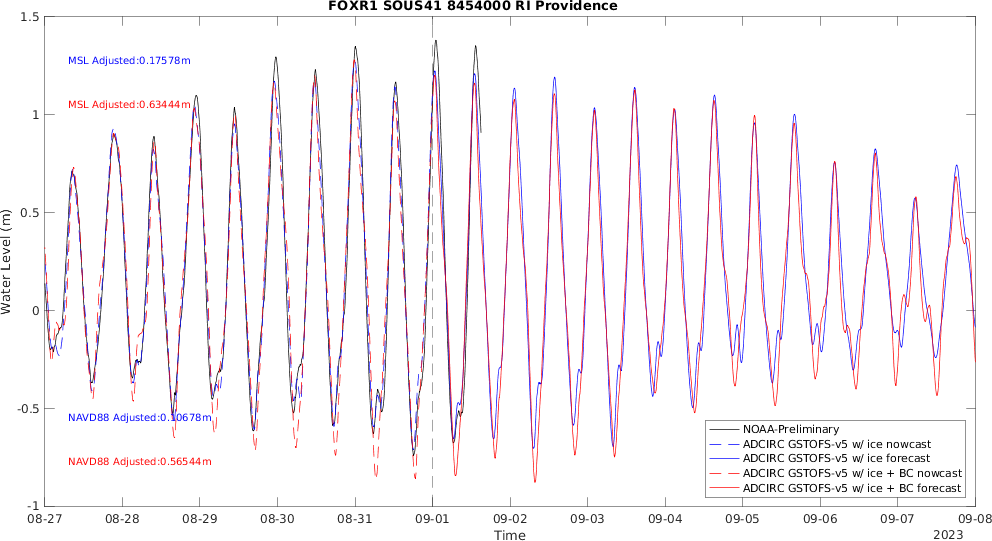 FOXR1 SOUS41 8454000 RI Providence
1.5
1
0.5
0
-0.5
-1
Water Level (m)
MSL Adjusted:0.17578m
MSL Adjusted:0.63444m
NAVD88 Adjusted:0.10678m
NAVD88 Adjusted:0.56544m
NOAA-Preliminary
ADCIRC GSTOFS-v5 w/ ice nowcast
ADCIRC GSTOFS-v5 w/ ice forecast
ADCIRC GSTOFS-v5 w/ ice + BC nowcast
ADCIRC GSTOFS-v5 w/ ice + BC forecast
08-27 08-28 08-29 08-30 08-31 09-01 09-02 09-03 09-04 09-05 09-06 09-07 09-08
Time
2023